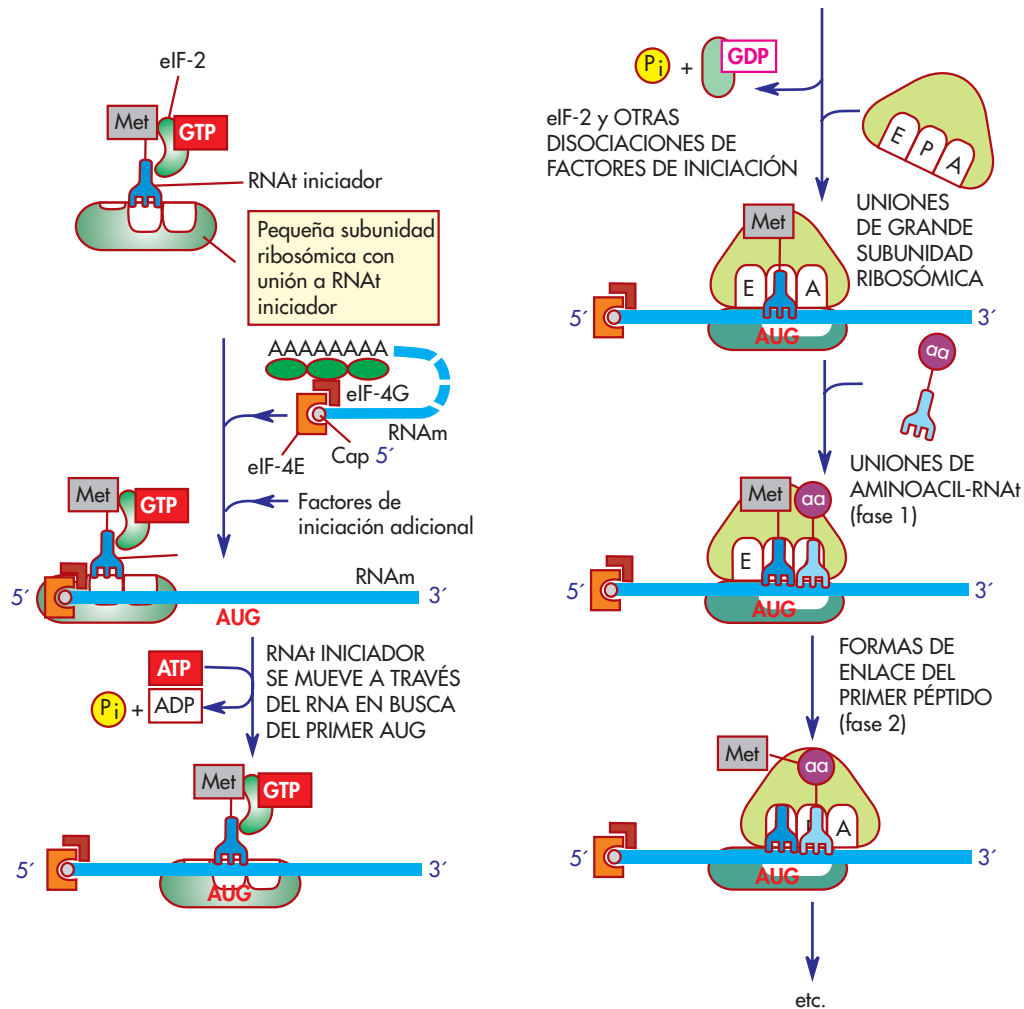 eIF-2
Met
GTP
RNAt iniciador
Pequeña subunidad
ribosómica con
unión a RNAt
iniciador
AAAAAAAA
eIF-4G
RNAm
eIF-4E
Cap 5´
Met
GTP
Factores de
iniciación adicional
RNAm
5´
3´
AUG
ATP
Pi + ADP
RNAt INICIADOR
SE MUEVE A TRAVÉS
DEL RNA EN BUSCA
DEL PRIMER AUG
Met
GTP
5´
3´
AUG
Pi + GDP
eIF-2 y OTRAS
DISOCIACIONES DE
FACTORES DE INICIACIÓN
E P A
UNIONES
DE GRANDE
SUBUNIDAD
RIBOSÓMICA
Met
E A
5´
3´
AUG
aa
UNIONES DE
AMINOACIL-RNAt
(fase 1)
Met
aa
E
5´
3´
AUG
FORMAS DE
ENLACE DEL
PRIMER PÉPTIDO
(fase 2)
Met
aa
A
5´
3´
AUG
etc.